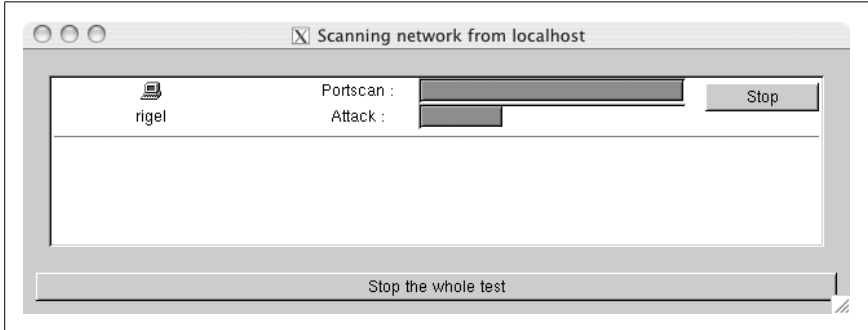 Scanning network from localhost
Portscan :
Stop
rigel
Attack :
Stop the whole test